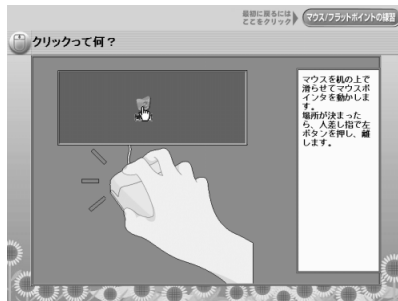 最初に戻るには
ここをクリック
マウス/フラットポイントの練習
クリックって何？
マウスを机の上で
滑らせてマウスポ
インタを動かしま
す。
場所が決まった
ら、人差し指で左
ボタンを押し、離
します。